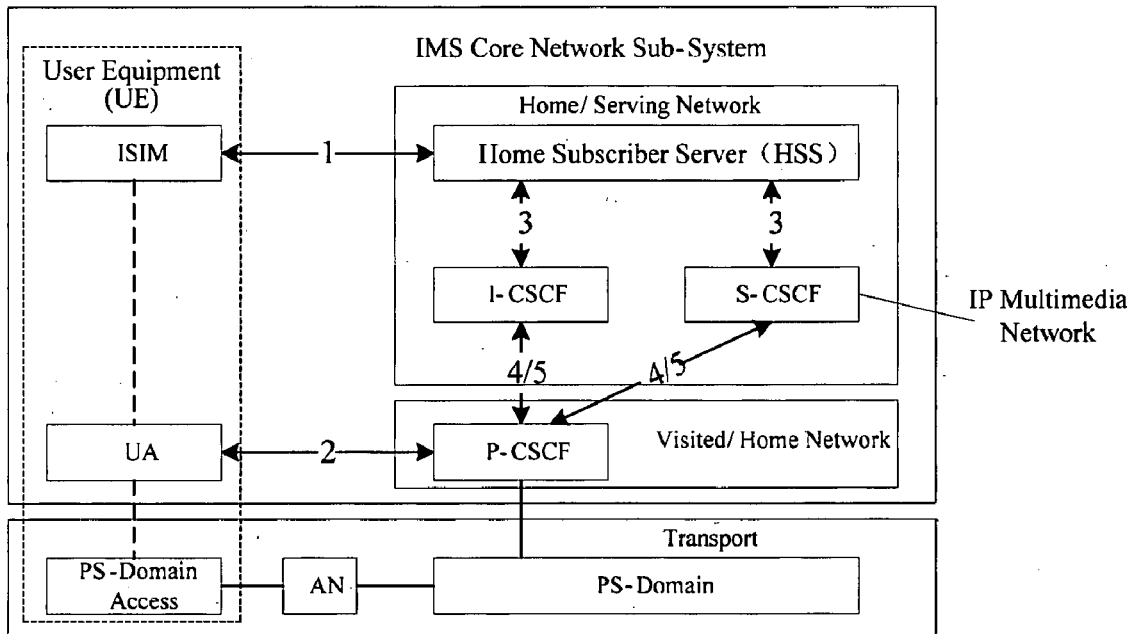 IMS Core Network Sub-System
User Equipment
(UE)
Home/ Serving Network
ISIM
1
Home Subscriber Server (HSS)
3
3
I-CSCF
S-CSCF
IP Multimedia
Network
4/5
4/5
UA
2
P-CSCF
Visited/ Home Network
Transport
PS-Domain
Access
AN
PS-Domain